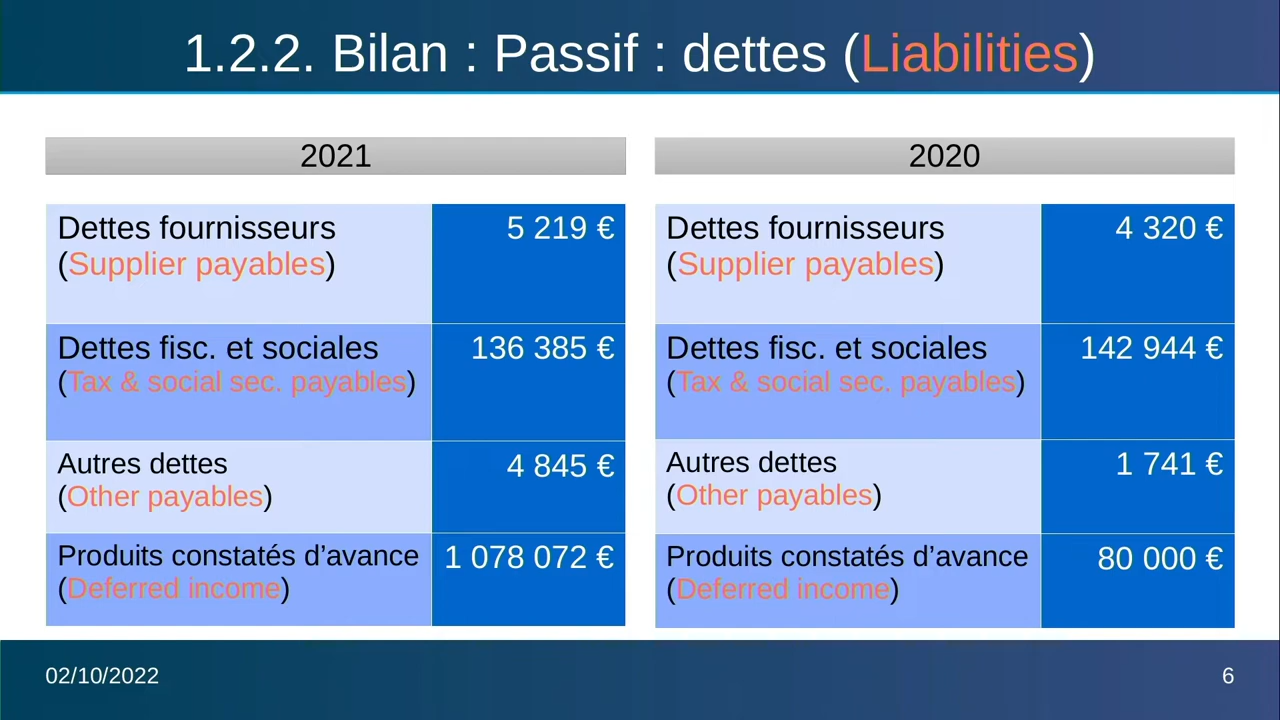 1.2.2. Bilan : Passif : dettes (Liabilities)
2021
Dettes fournisseurs 5 219 €
(Supplier payables)
Dettes fisc. et sociales 136 385 €
(Tax & social sec. payables)
Autres dettes 4 845 €
(Other payables)
Produits constatés d’avance 1 078 072 €
(Deferred income)
2020
Dettes fournisseurs 4 320 €
(Supplier payables)
Dettes fisc. et sociales 142 944 €
(Tax & social sec. payables)
Autres dettes 1 741 €
(Other payables)
Produits constatés d’avance 80 000 €
(Deferred income)
02/10/2022 6